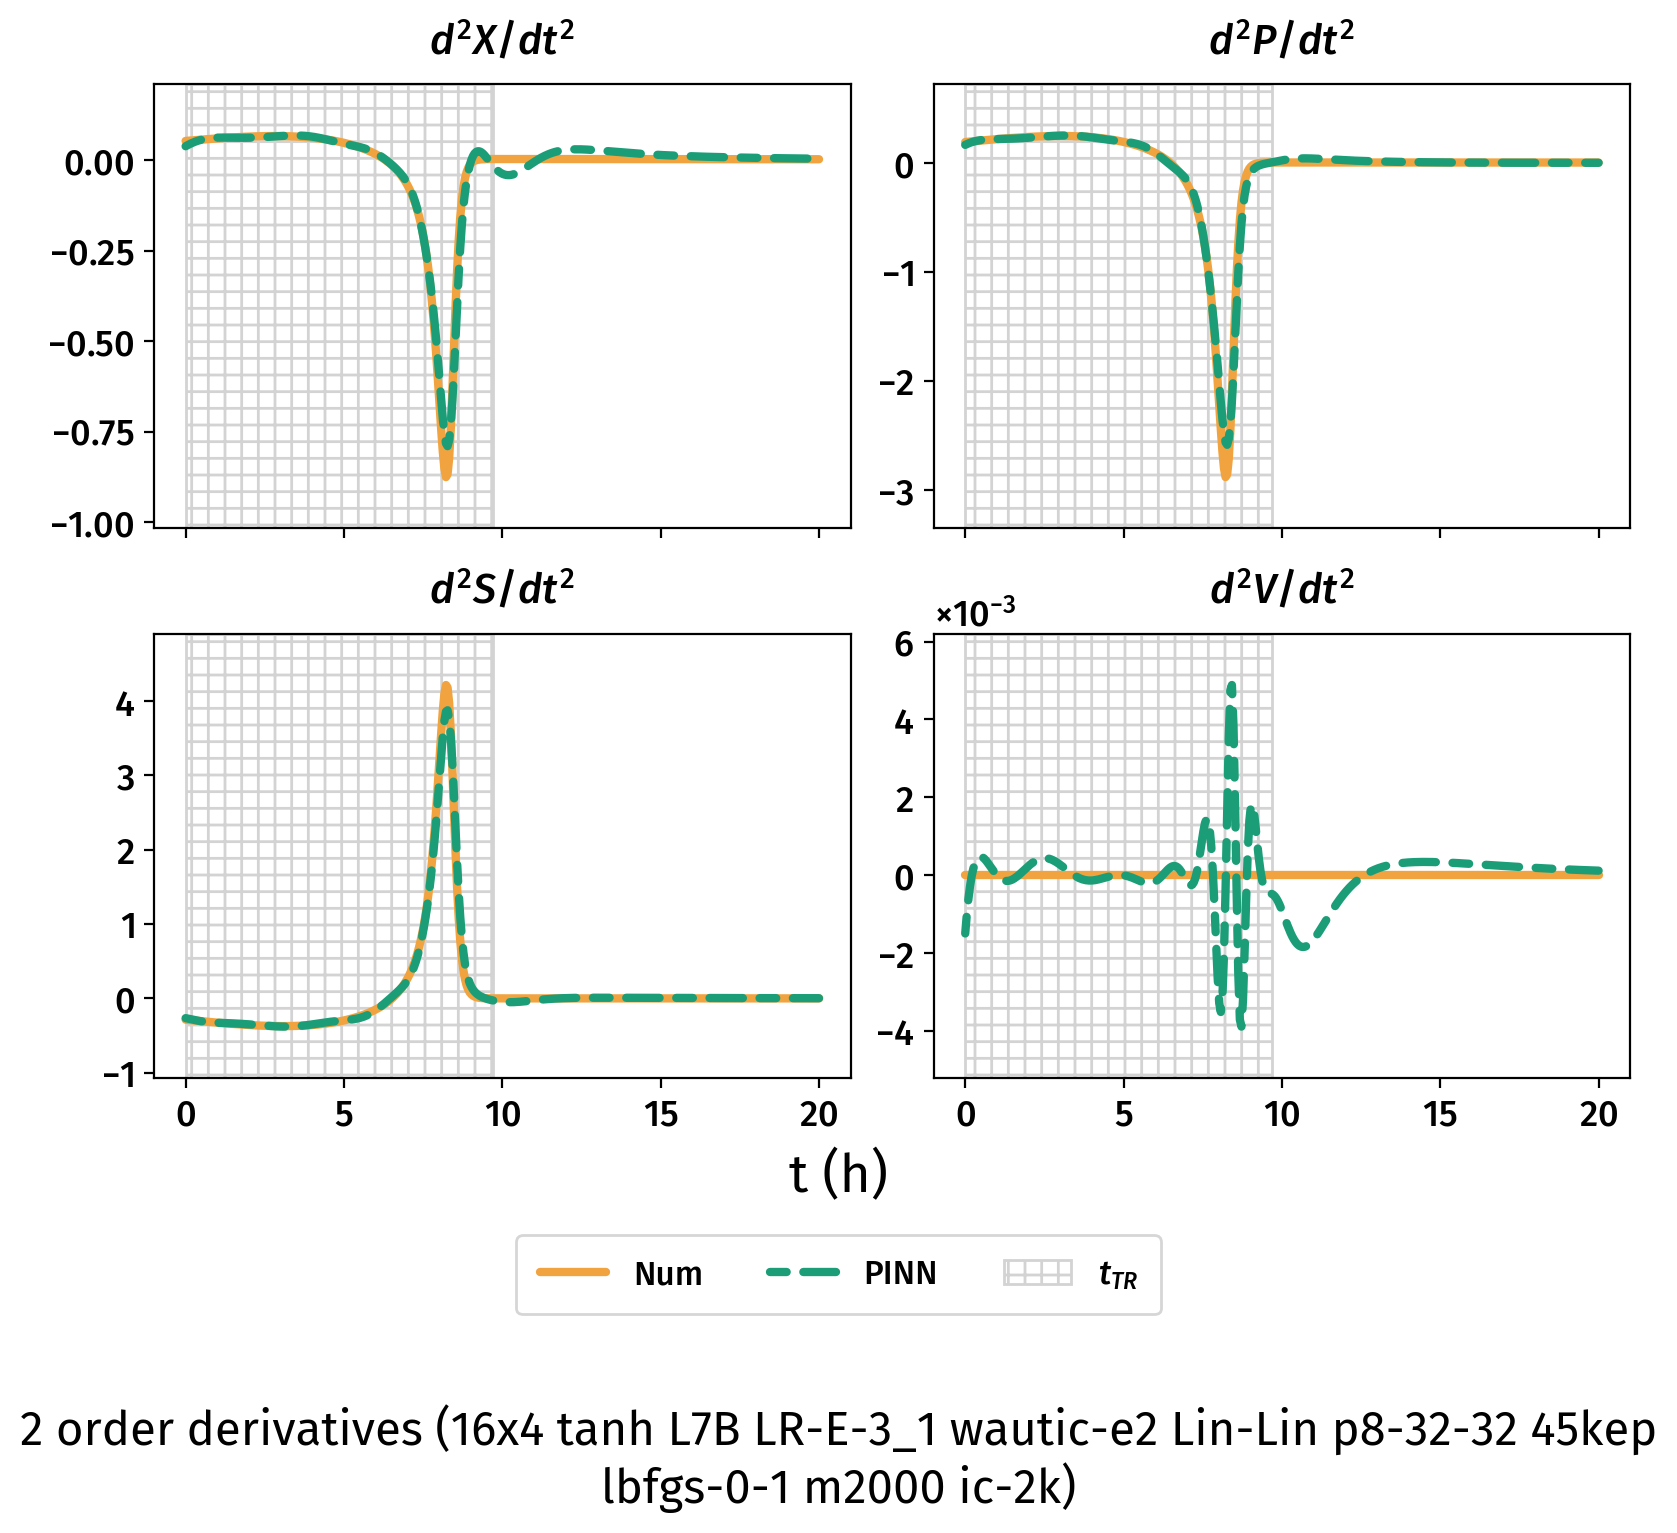 d²X/dt²
d²P/dt²
0.00
−0.25
−0.50
−0.75
−1.00
0
−1
−2
−3
d²S/dt²
d²V/dt²
×10⁻³
4
3
2
1
0
−1
6
4
2
0
−2
−4
0 5 10 15 20
0 5 10 15 20
t (h)
Num PINN t_TR
2 order derivatives (16x4 tanh L7B LR-E-3_1 wautic-e2 Lin-Lin p8-32-32 45kep
lbfgs-0-1 m2000 ic-2k)